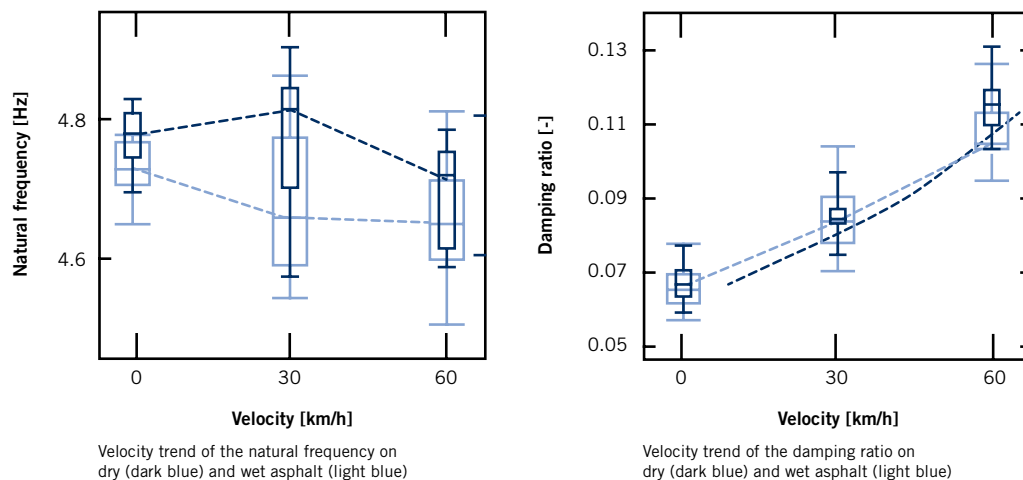 Natural frequency [Hz]
4.8
4.6
0
30
60
Velocity [km/h]
Velocity trend of the natural frequency on
dry (dark blue) and wet asphalt (light blue)
Damping ratio [-]
0.13
0.11
0.09
0.07
0.05
0
30
60
Velocity [km/h]
Velocity trend of the damping ratio on
dry (dark blue) and wet asphalt (light blue)